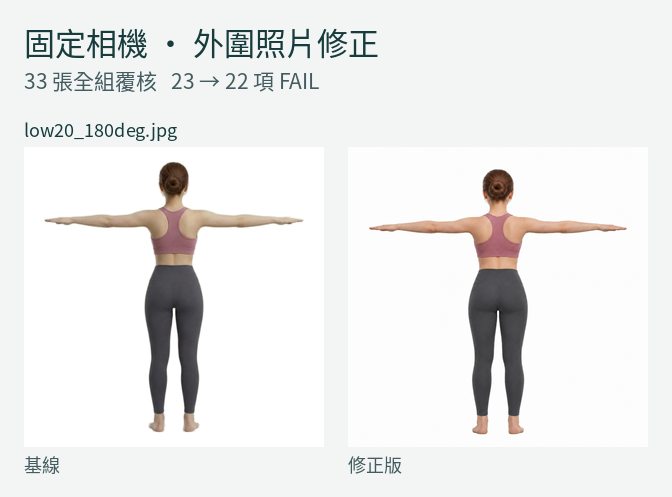 固定相機 · 外圍照片修正
33 張全組覆核 23 → 22 項 FAIL
low20_180deg.jpg
基線
修正版